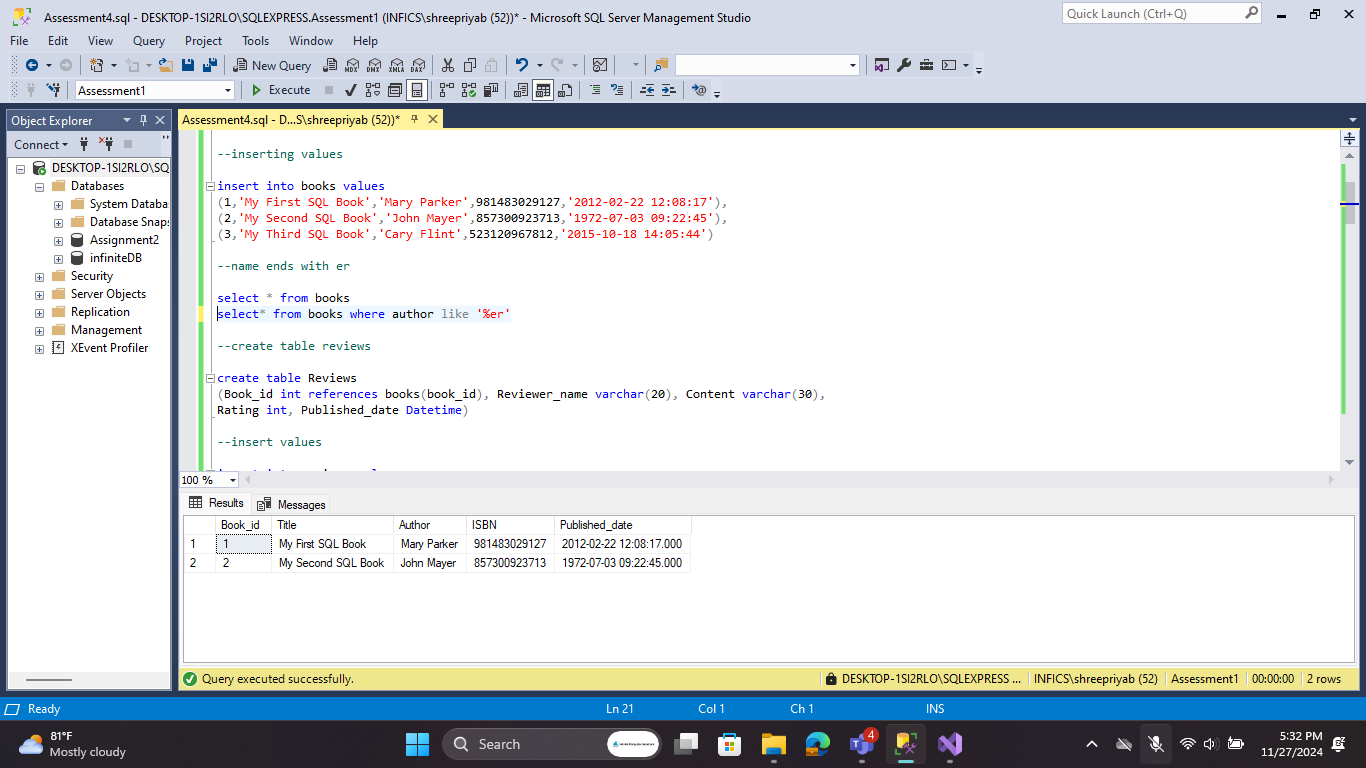 Assessment4.sql - DESKTOP-1SI2RLO\SQLEXPRESS.Assessment1 (INFICS\shreepriyab (52))* - Microsoft SQL Server Management Studio
Quick Launch (Ctrl+Q)
File Edit View Query Project Tools Window Help
New Query MDX DMX XMLA DAX
Assessment1 Execute
Object Explorer
Assessment4.sql - D...S\shreepriyab (52))*
Connect
DESKTOP-1SI2RLO\SQ
Databases
System Databa
Database Snap
Assignment2
infiniteDB
Security
Server Objects
Replication
Management
XEvent Profiler
--inserting values
insert into books values
(1,'My First SQL Book','Mary Parker',981483029127,'2012-02-22 12:08:17'),
(2,'My Second SQL Book','John Mayer',857300923713,'1972-07-03 09:22:45'),
(3,'My Third SQL Book','Cary Flint',523120967812,'2015-10-18 14:05:44')
--name ends with er
select * from books
select* from books where author like '%er'
--create table reviews
create table Reviews
(Book_id int references books(book_id), Reviewer_name varchar(20), Content varchar(30),
Rating int, Published_date Datetime)
--insert values
100 %
Results Messages
Book_id Title Author ISBN Published_date
1 1 My First SQL Book Mary Parker 981483029127 2012-02-22 12:08:17.000
2 2 My Second SQL Book John Mayer 857300923713 1972-07-03 09:22:45.000
Query executed successfully. DESKTOP-1SI2RLO\SQLEXPRESS ... INFICS\shreepriyab (52) Assessment1 00:00:00 2 rows
Ready Ln 21 Col 1 Ch 1 INS
81°F
Mostly cloudy
Search
4
5:32 PM
11/27/2024